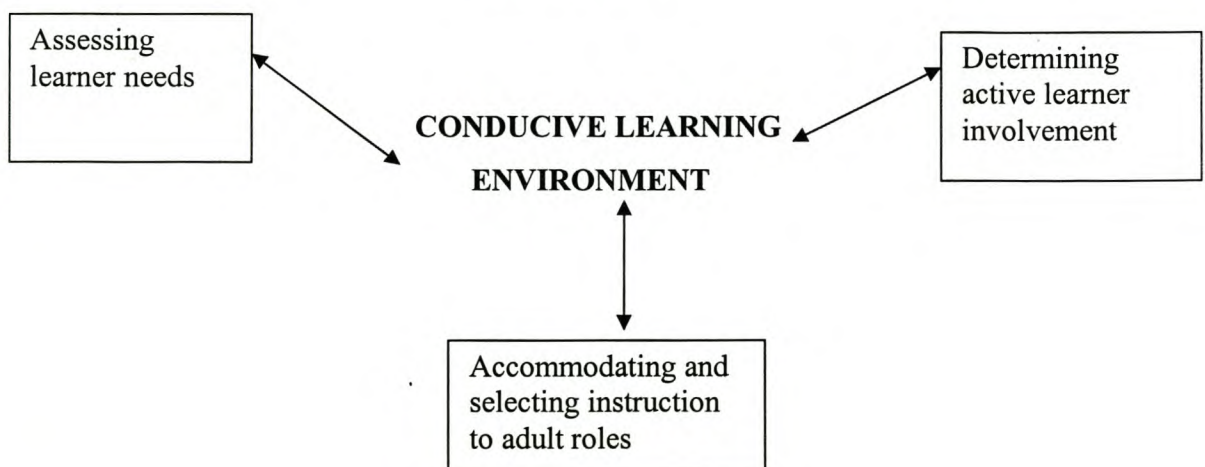 Assessing
learner needs
Determining
active learner
involvement
CONDUCIVE LEARNING
ENVIRONMENT
Accommodating and
selecting instruction
to adult roles